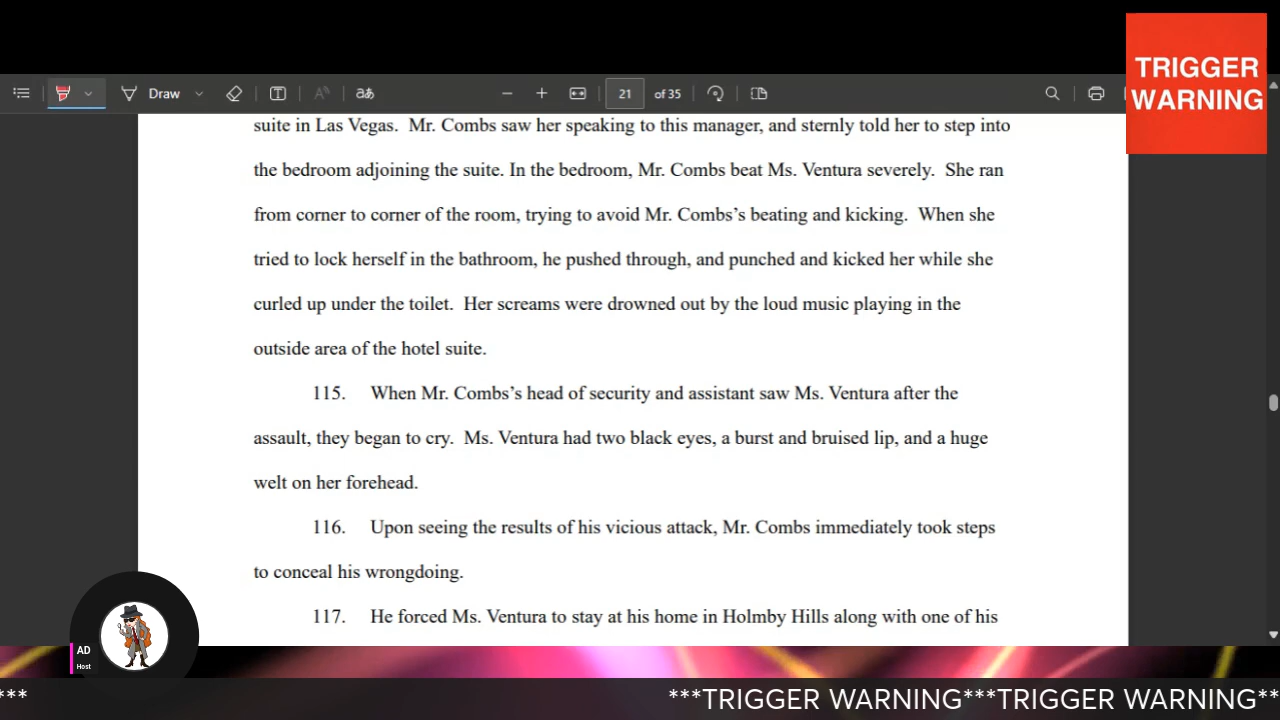 TRIGGER
WARNING
Draw
aあ
21 of 35
suite in Las Vegas. Mr. Combs saw her speaking to this manager, and sternly told her to step into
the bedroom adjoining the suite. In the bedroom, Mr. Combs beat Ms. Ventura severely. She ran
from corner to corner of the room, trying to avoid Mr. Combs’s beating and kicking. When she
tried to lock herself in the bathroom, he pushed through, and punched and kicked her while she
curled up under the toilet. Her screams were drowned out by the loud music playing in the
outside area of the hotel suite.
115. When Mr. Combs’s head of security and assistant saw Ms. Ventura after the
assault, they began to cry. Ms. Ventura had two black eyes, a burst and bruised lip, and a huge
welt on her forehead.
116. Upon seeing the results of his vicious attack, Mr. Combs immediately took steps
to conceal his wrongdoing.
117. He forced Ms. Ventura to stay at his home in Holmby Hills along with one of his
AD
Host
*** ***TRIGGER WARNING***TRIGGER WARNING**